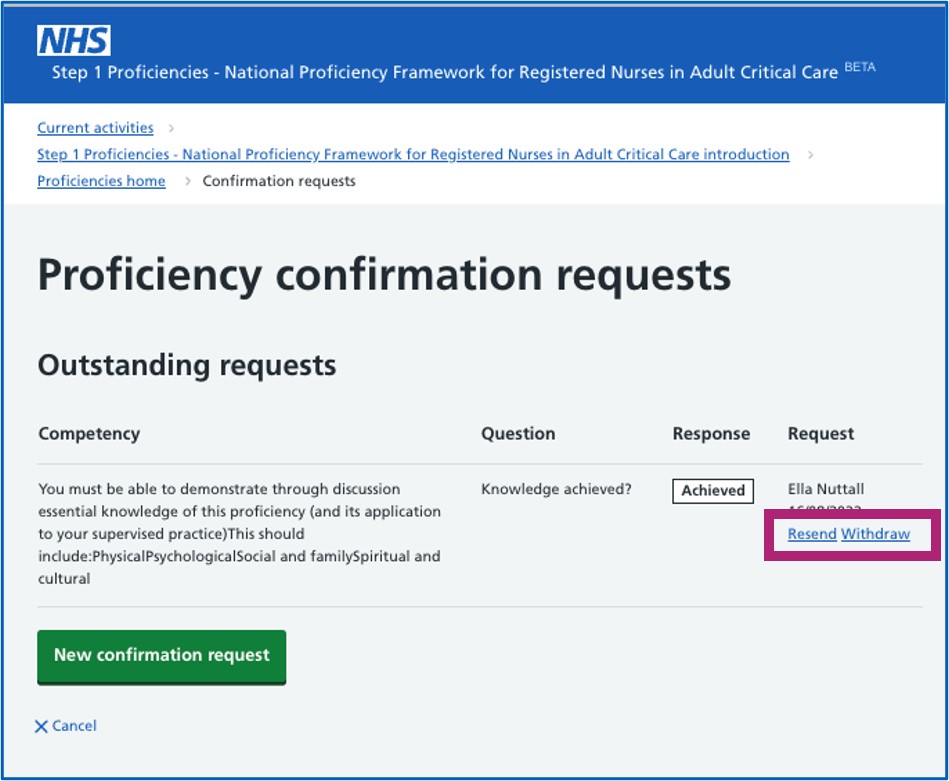 NHS
Step 1 Proficiencies - National Proficiency Framework for Registered Nurses in Adult Critical Care BETA
Current activities >
Step 1 Proficiencies - National Proficiency Framework for Registered Nurses in Adult Critical Care introduction >
Proficiencies home > Confirmation requests
Proficiency confirmation requests
Outstanding requests
Competency Question Response Request
You must be able to demonstrate through discussion Knowledge achieved? Achieved Ella Nuttall
essential knowledge of this proficiency (and its application
to your supervised practice)This should Resend Withdraw
include:PhysicalPsychologicalSocial and familySpiritual and
cultural
New confirmation request
Cancel